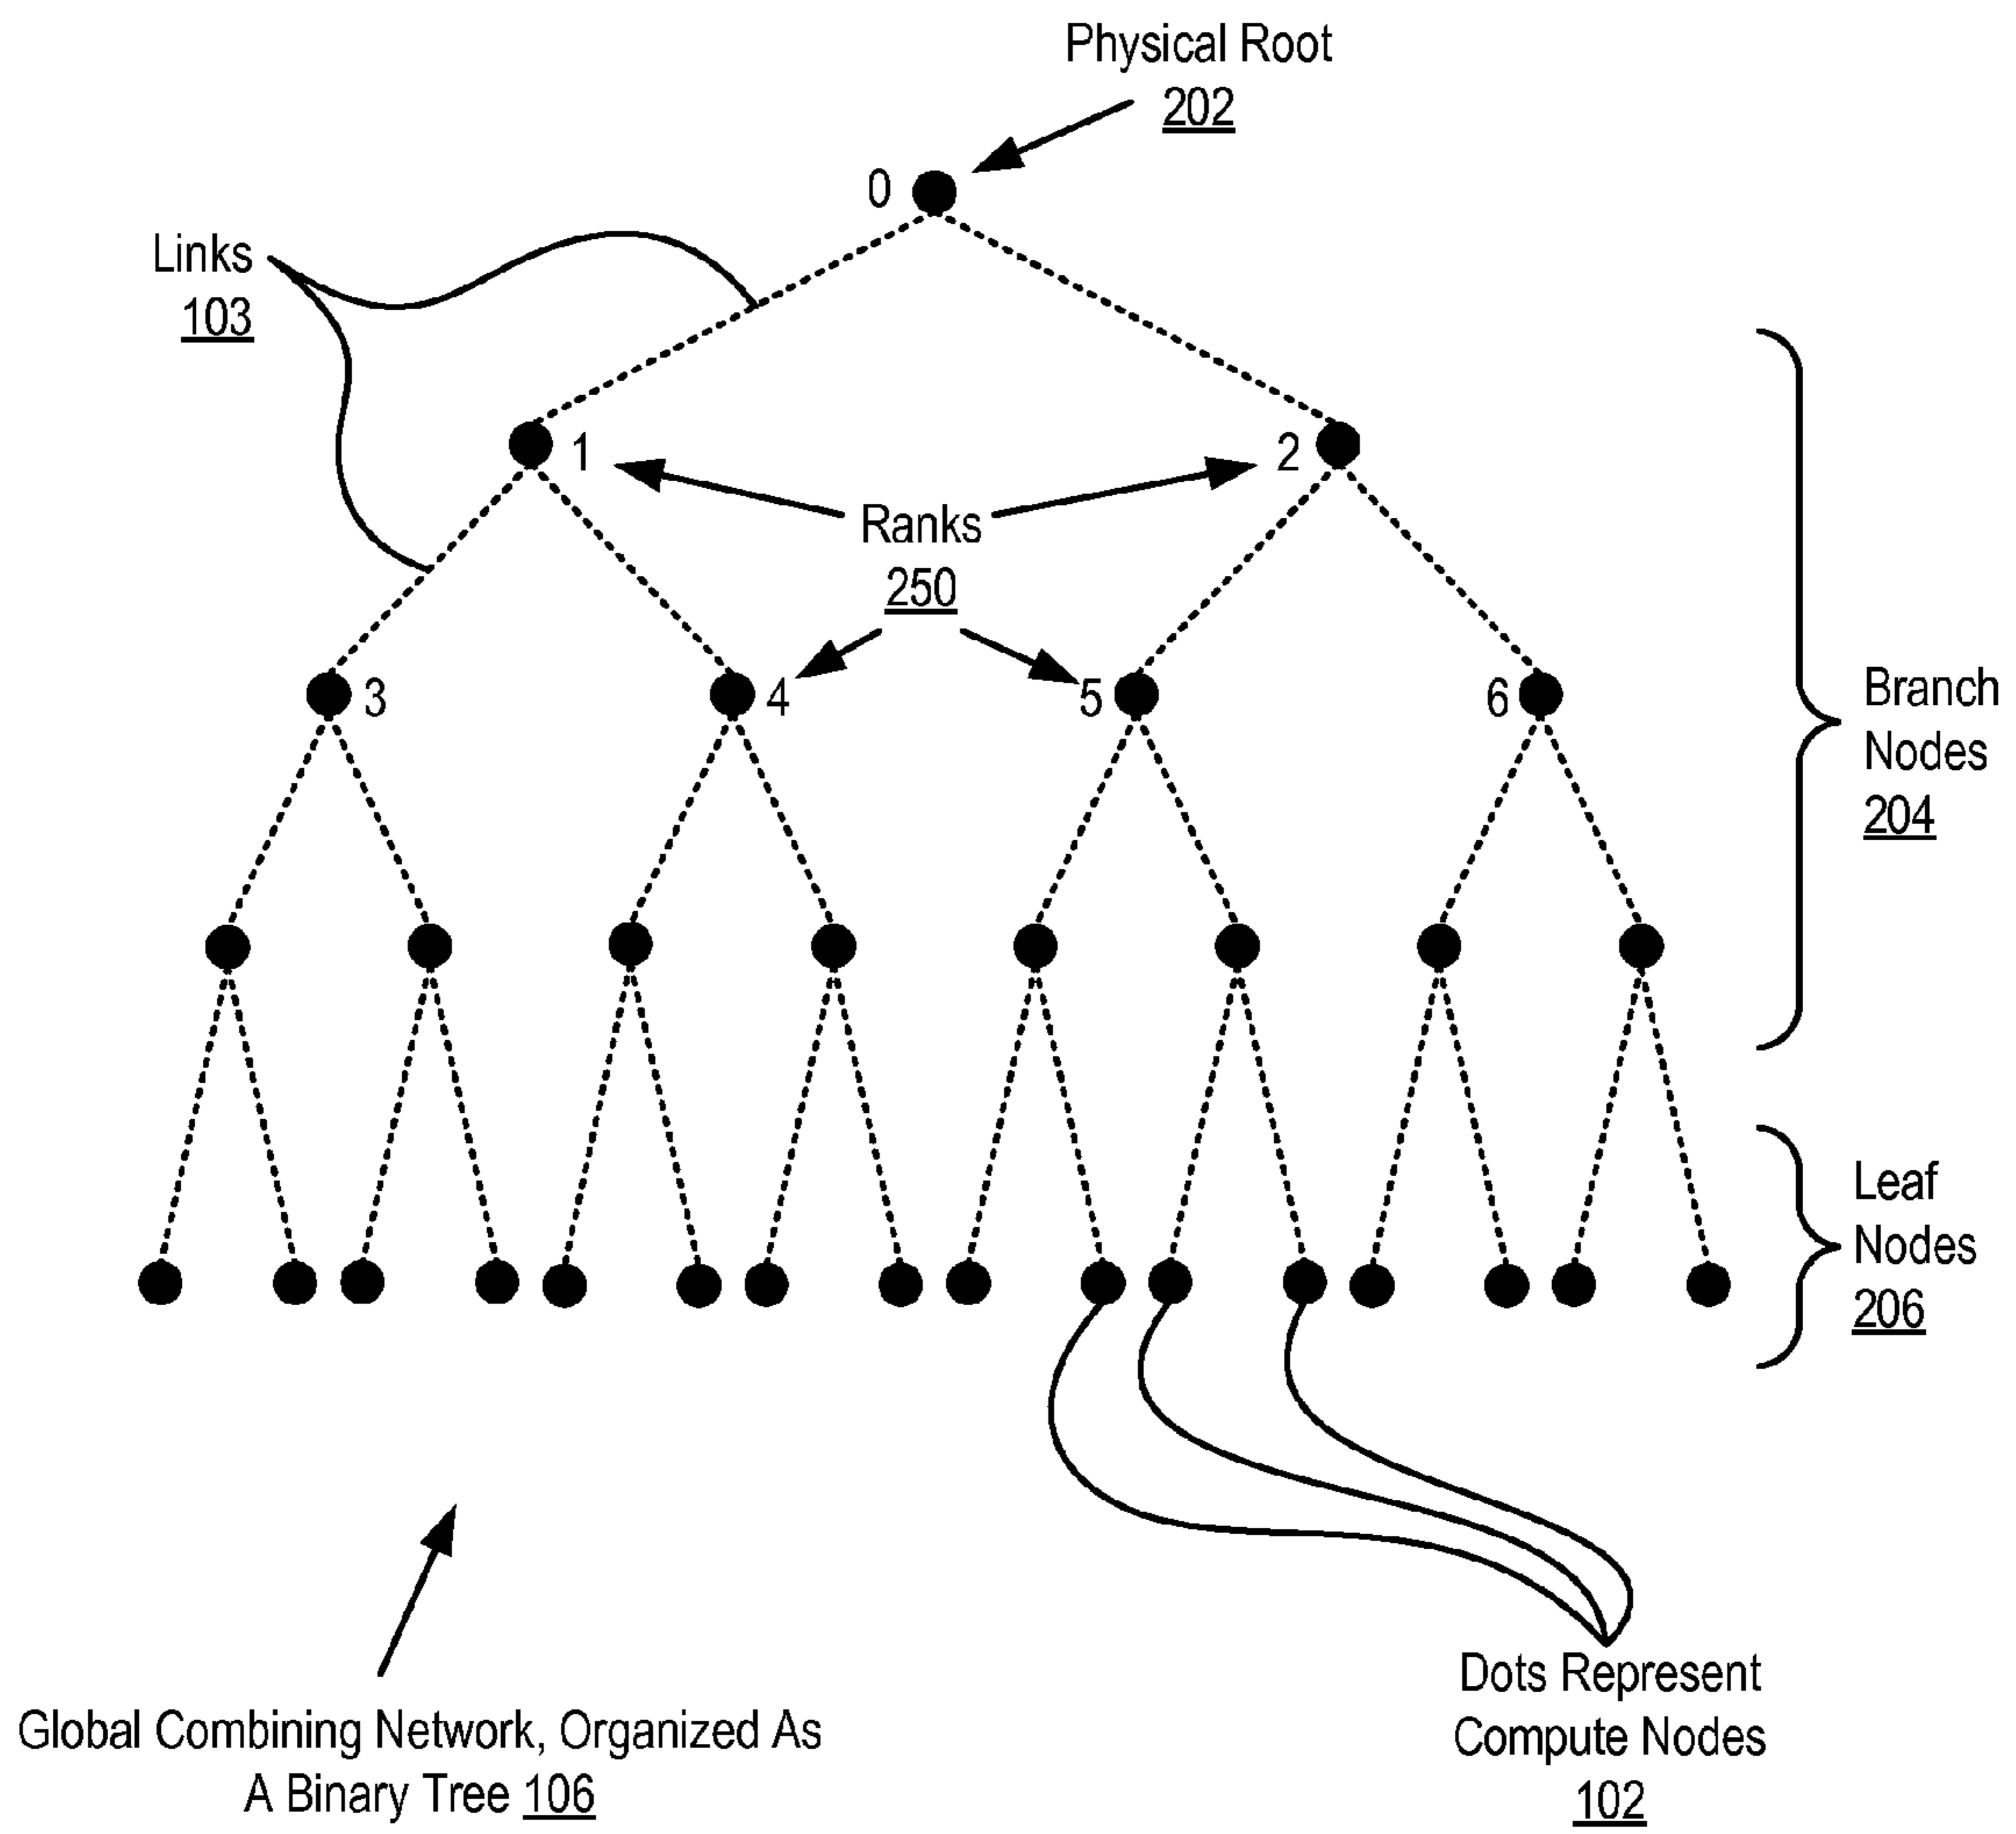 Physical Root
202
0
Links
103
1
2
Ranks
250
3
4
5
6
Branch
Nodes
204
Leaf
Nodes
206
Dots Represent
Compute Nodes
102
Global Combining Network, Organized As
A Binary Tree 106